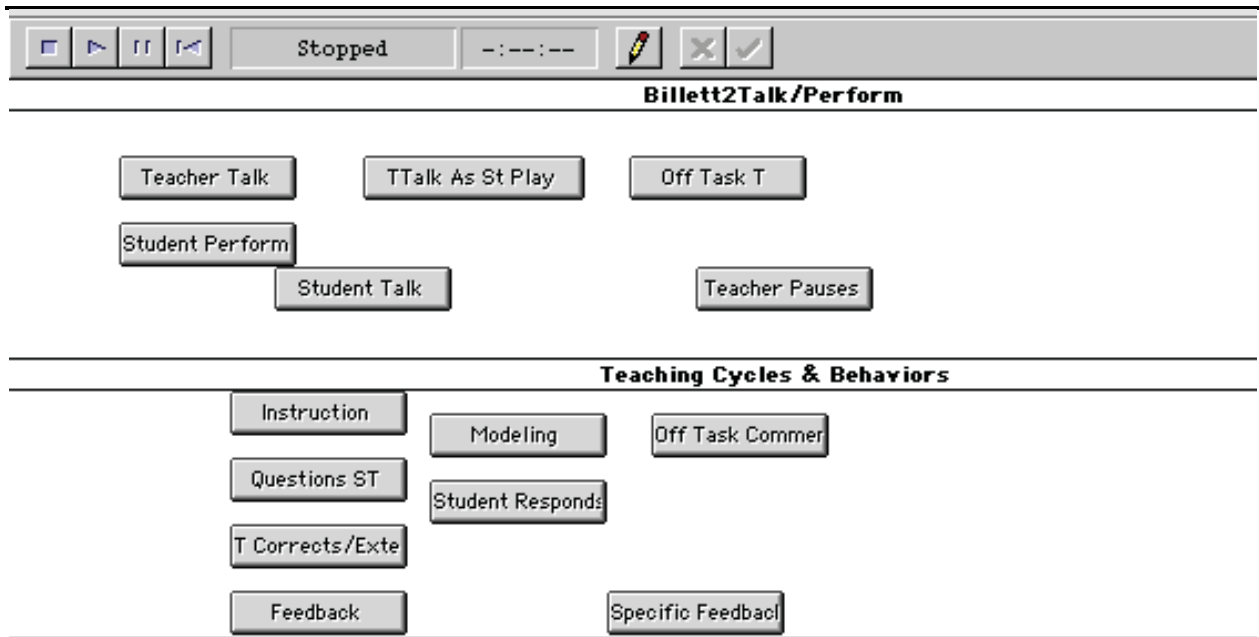 Stopped -:--:--
Billett2Talk/Perform
Teacher Talk TTalk As St Play Off Task T
Student Perform
Student Talk Teacher Pauses
Teaching Cycles & Behaviors
Instruction
Modeling Off Task Commer
Questions ST
Student Responds
T Corrects/Exte
Feedback Specific Feedbacl